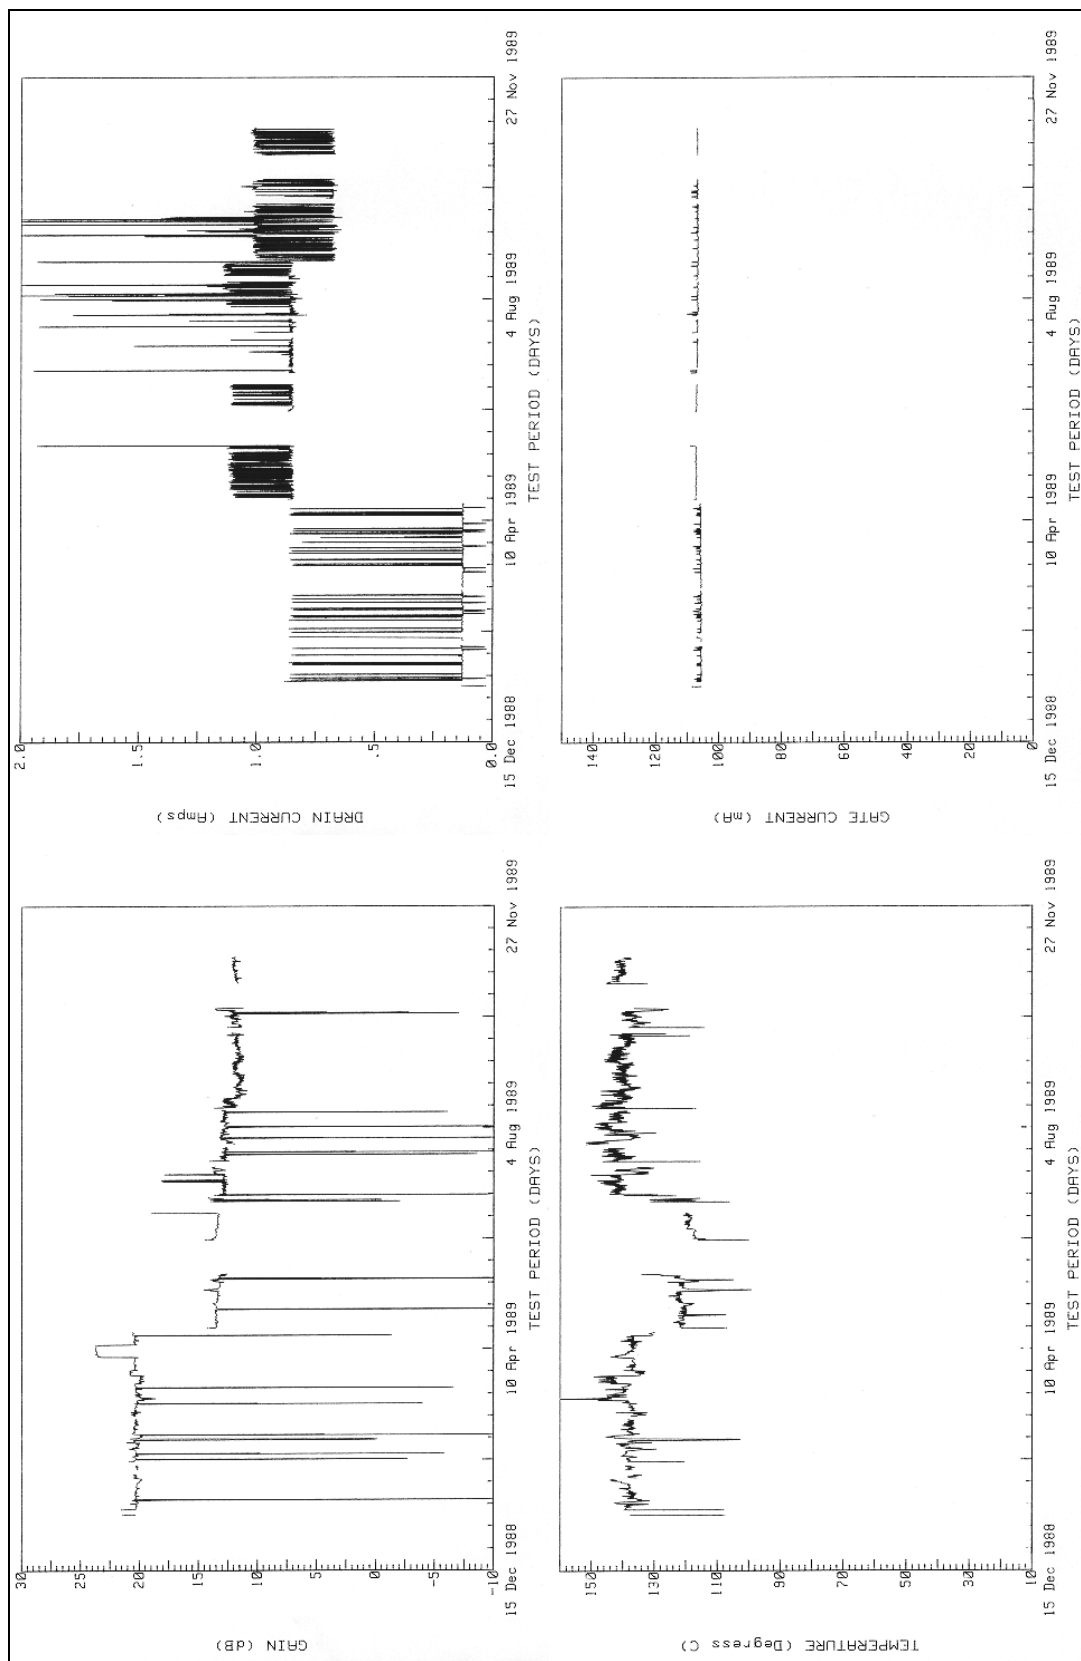 GAIN (dB)
30
25
20
15
10
5
0
-5
-10
15 Dec 1988
10 Apr 1989
4 Aug 1989
27 Nov 1989
TEST PERIOD (DAYS)
DRAIN CURRENT (Amps)
2.0
1.5
1.0
.5
0.0
15 Dec 1988
10 Apr 1989
4 Aug 1989
27 Nov 1989
TEST PERIOD (DAYS)
TEMPERATURE (Degress C)
150
130
110
90
70
50
30
10
15 Dec 1988
10 Apr 1989
4 Aug 1989
27 Nov 1989
TEST PERIOD (DAYS)
GATE CURRENT (mA)
140
120
100
80
60
40
20
0
15 Dec 1988
10 Apr 1989
4 Aug 1989
27 Nov 1989
TEST PERIOD (DAYS)